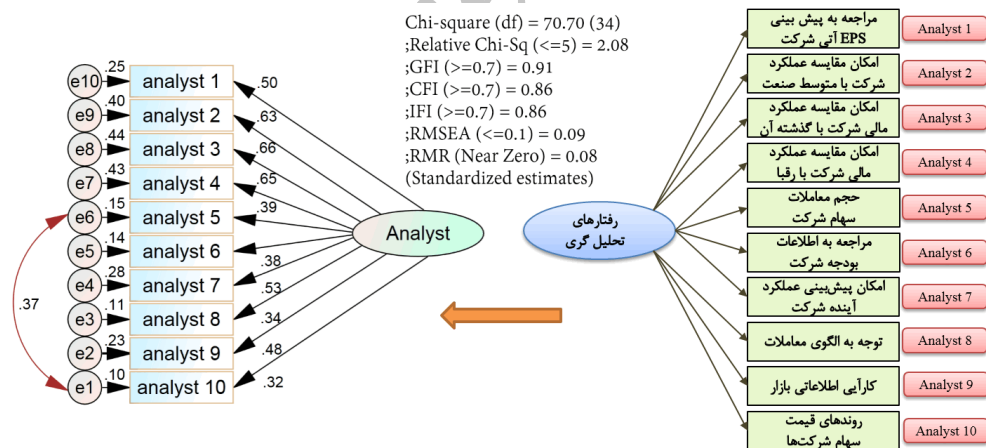 Chi-square (df) = 70.70 (34)
;Relative Chi-Sq (<=5) = 2.08
;GFI (>=0.7) = 0.91
;CFI (>=0.7) = 0.86
;IFI (>=0.7) = 0.86
;RMSEA (<=0.1) = 0.09
;RMR (Near Zero) = 0.08
(Standardized estimates)
e10 .25 analyst 1 .50
e9 .40 analyst 2 .63
e8 .44 analyst 3 .66
e7 .43 analyst 4 .65
e6 .15 analyst 5 .39
e5 .14 analyst 6 .38
e4 .28 analyst 7 .53
e3 .11 analyst 8 .34
e2 .23 analyst 9 .48
e1 .10 analyst 10 .32
.37
Analyst
رفتارهای
تحلیل گری
مراجعه به پیش بینی
EPS آتی شرکت
Analyst 1
امکان مقایسه عملکرد
شرکت با متوسط صنعت
Analyst 2
امکان مقایسه عملکرد
مالی شرکت با گذشته آن
Analyst 3
امکان مقایسه عملکرد
مالی شرکت با رقبا
Analyst 4
حجم معاملات
سهام شرکت
Analyst 5
مراجعه به اطلاعات
بودجه شرکت
Analyst 6
امکان پیش‌بینی عملکرد
آینده شرکت
Analyst 7
توجه به الگوی معاملات
Analyst 8
کارآیی اطلاعاتی بازار
Analyst 9
روندهای قیمت
سهام شرکت‌ها
Analyst 10